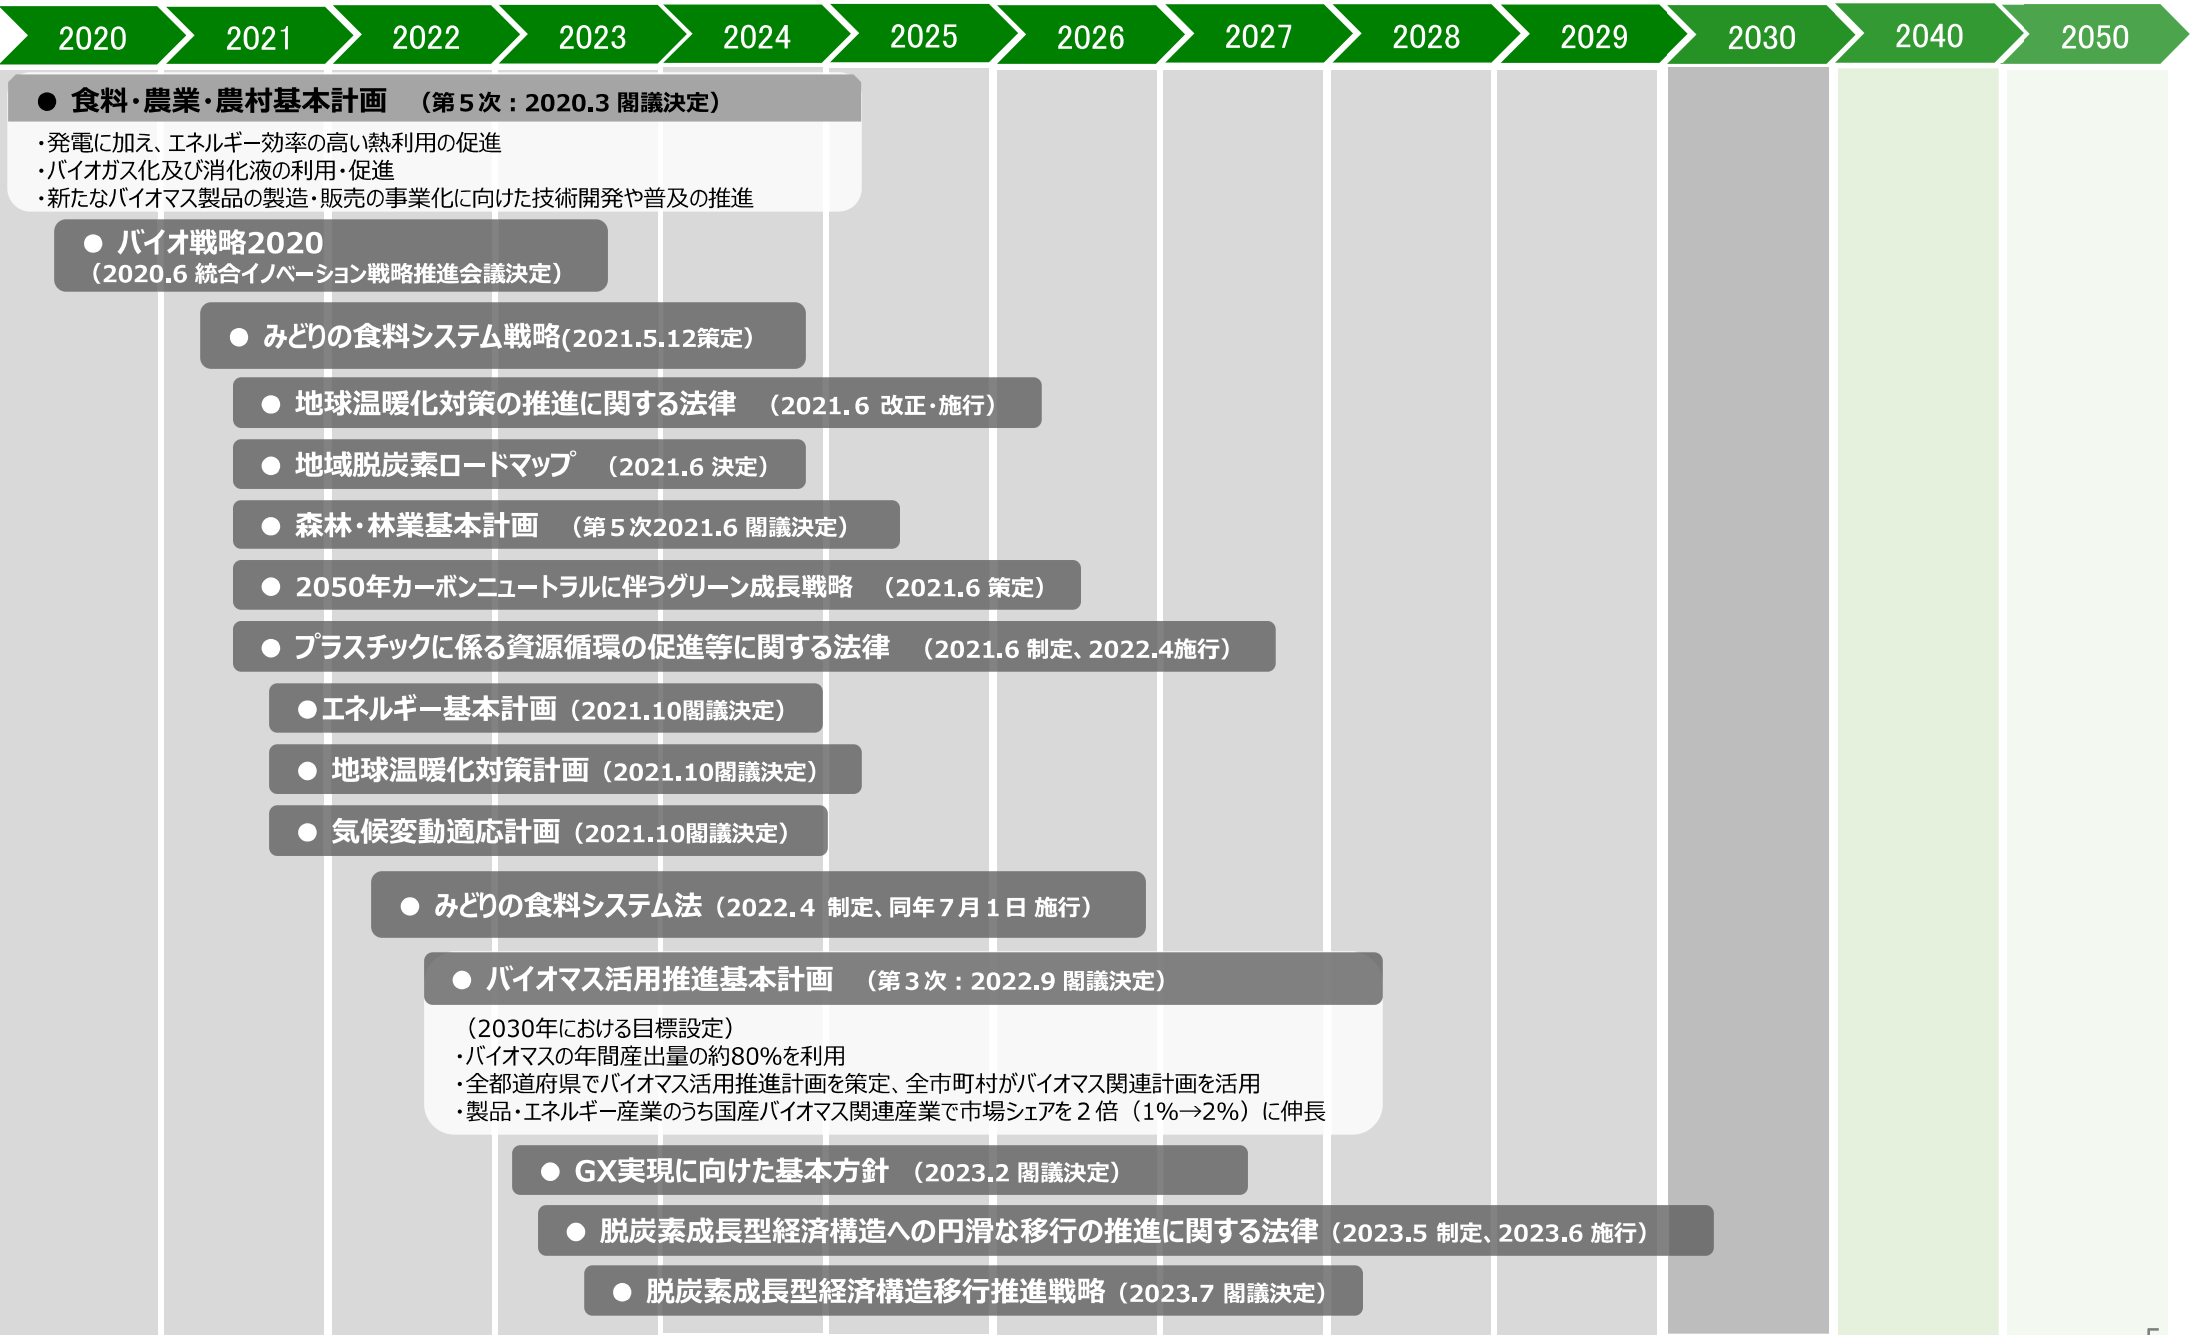 2020 2021 2022 2023 2024 2025 2026 2027 2028 2029 2030 2040 2050
● 食料・農業・農村基本計画　（第５次：2020.3 閣議決定）
・発電に加え、エネルギー効率の高い熱利用の促進
・バイオガス化及び消化液の利用・促進
・新たなバイオマス製品の製造・販売の事業化に向けた技術開発や普及の推進
● バイオ戦略2020
（2020.6 統合イノベーション戦略推進会議決定）
● みどりの食料システム戦略(2021.5.12策定）
● 地球温暖化対策の推進に関する法律　（2021.6 改正・施行）
● 地域脱炭素ロードマップ　（2021.6 決定）
● 森林・林業基本計画　（第５次2021.6 閣議決定）
● 2050年カーボンニュートラルに伴うグリーン成長戦略　（2021.6 策定）
● プラスチックに係る資源循環の促進等に関する法律　（2021.6 制定、2022.4施行）
●エネルギー基本計画（2021.10閣議決定）
● 地球温暖化対策計画（2021.10閣議決定）
● 気候変動適応計画（2021.10閣議決定）
● みどりの食料システム法（2022.4 制定、同年７月１日 施行）
● バイオマス活用推進基本計画　（第３次：2022.9 閣議決定）
（2030年における目標設定）
・バイオマスの年間産出量の約80%を利用
・全都道府県でバイオマス活用推進計画を策定、全市町村がバイオマス関連計画を活用
・製品・エネルギー産業のうち国産バイオマス関連産業で市場シェアを２倍（1%→2%）に伸長
● GX実現に向けた基本方針　（2023.2 閣議決定）
● 脱炭素成長型経済構造への円滑な移行の推進に関する法律（2023.5 制定、2023.6 施行）
● 脱炭素成長型経済構造移行推進戦略（2023.7 閣議決定）